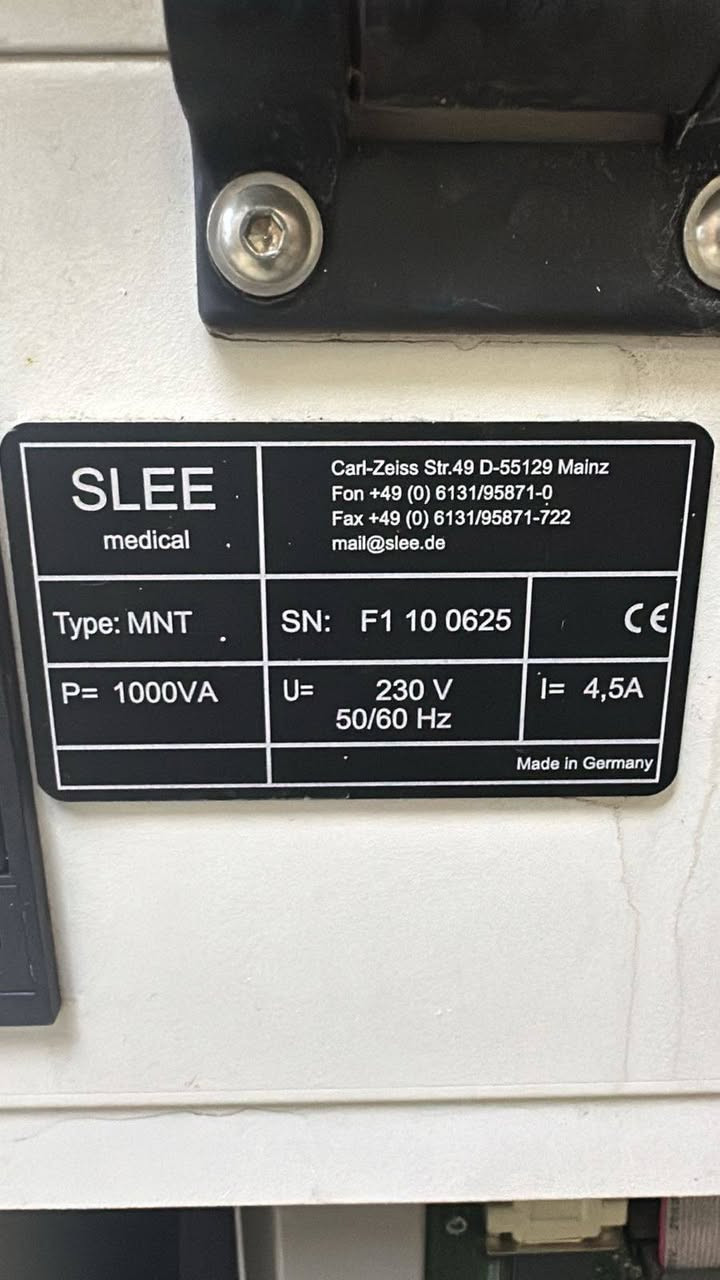 SLEE
medical
Carl-Zeiss Str.49 D-55129 Mainz
Fon +49 (0) 6131/95871-0
Fax +49 (0) 6131/95871-722
mail@slee.de
Type: MNT
SN: F1 10 0625
CE
P= 1000VA
U= 230 V
50/60 Hz
I= 4,5A
Made in Germany